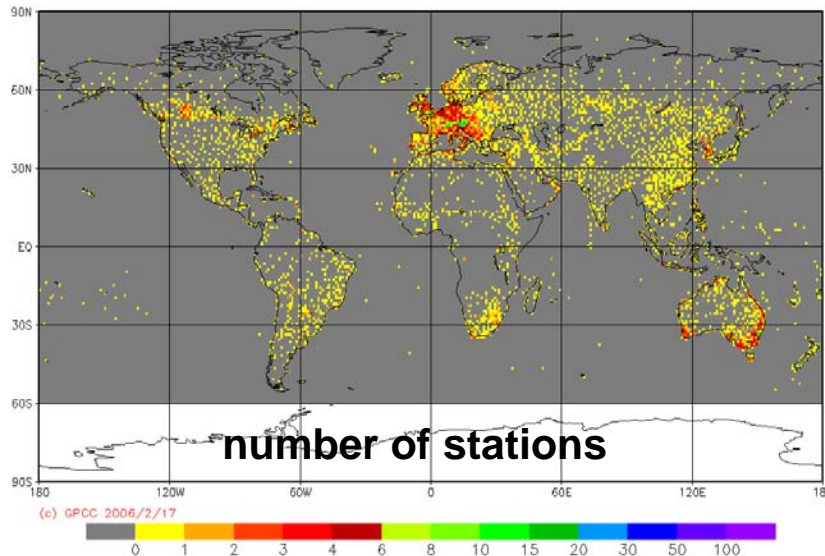 90N
60N
30N
EQ
30S
60S
number of stations
90S
180 120W 60W 0 60E 120E 18
(c) GPCC 2006/2/17
0 1 2 3 4 6 8 10 15 20 30 50 100